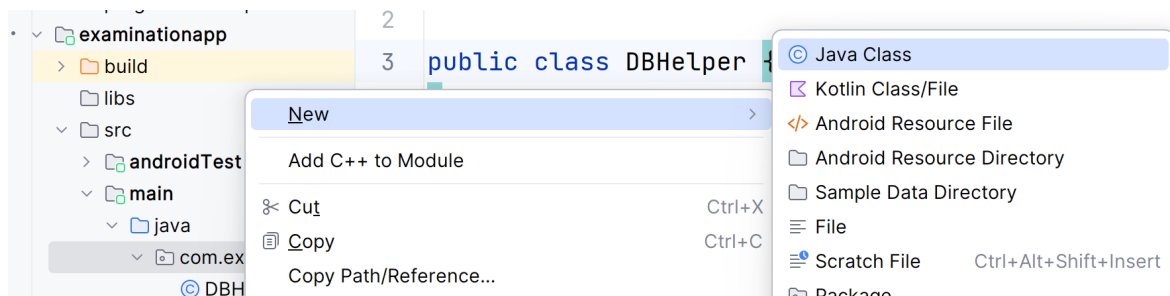 examinationapp
build
libs
src
androidTest
main
java
com.ex
DBH
2
3 public class DBHelper {
New
Add C++ to Module
Cut Ctrl+X
Copy Ctrl+C
Copy Path/Reference...
Java Class
Kotlin Class/File
Android Resource File
Android Resource Directory
Sample Data Directory
File
Scratch File Ctrl+Alt+Shift+Insert
Package